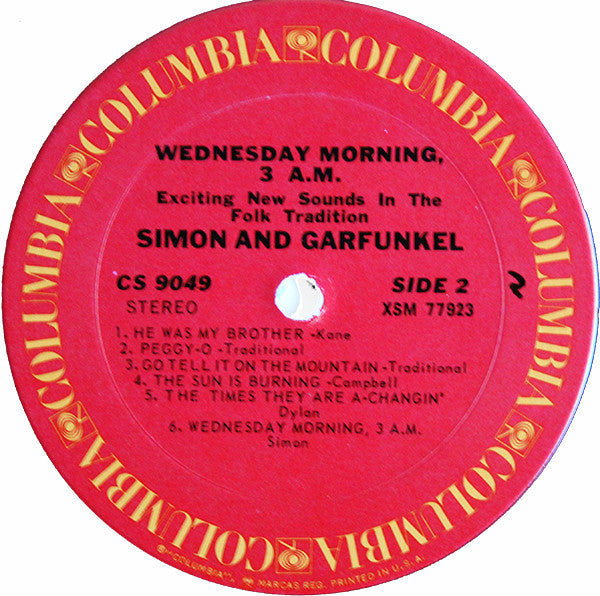 COLUMBIA COLUMBIA COLUMBIA COLUMBIA COLUMBIA COLUMBIA
WEDNESDAY MORNING,
3 A.M.
Exciting New Sounds In The
Folk Tradition
SIMON AND GARFUNKEL
CS 9049 SIDE 2 2
STEREO XSM 77923
1. HE WAS MY BROTHER -Kane
2. PEGGY-O -Traditional
3. GO TELL IT ON THE MOUNTAIN -Traditional
4. THE SUN IS BURNING -Campbell
5. THE TIMES THEY ARE A-CHANGIN'
Dylan
6. WEDNESDAY MORNING, 3 A.M.
Simon
"COLUMBIA", MARCAS REG. PRINTED IN U.S.A.